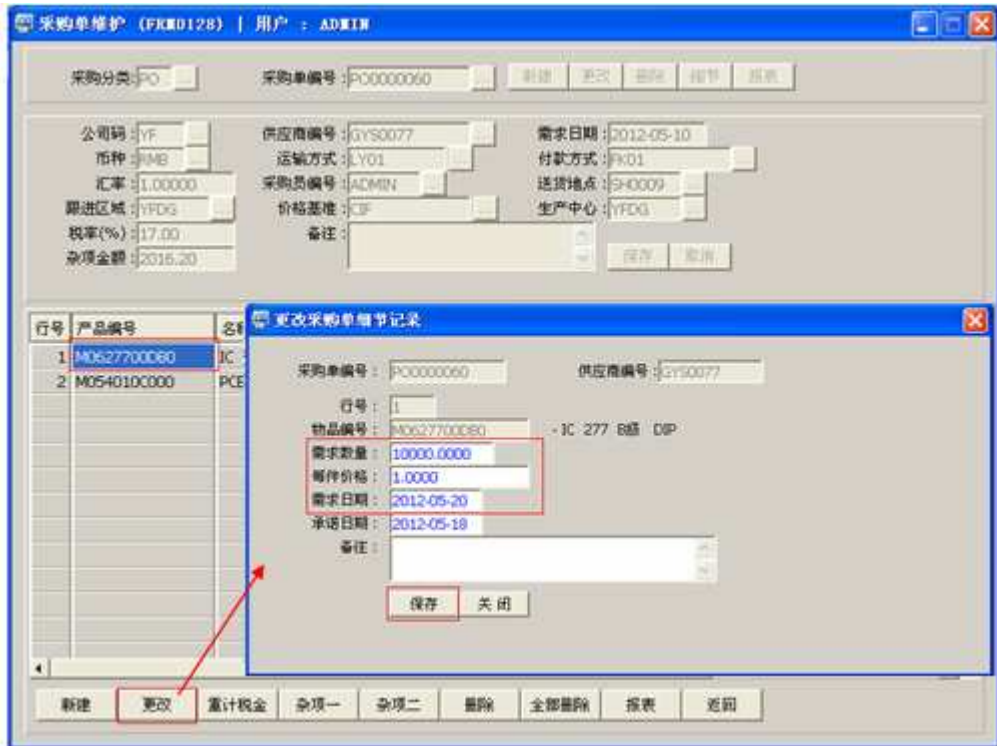 采购单维护 (FRM0128) | 用户 : ADMIN
采购分类: PO ... 采购单编号: PO0000060 ... 新建 更改 删除 细节 报表
公司码: YF ... 供应商编号: GYS0077 ... 需求日期: 2012-05-10
币种: RMB ... 运输方式: LY01 ... 付款方式: FK01 ...
汇率: 1.00000 采购员编号: ADMIN ... 送货地点: SH0009 ...
跟进区域: YFDG ... 价格基准: CIF ... 生产中心: YFDG ...
税率(%): 17.00 备注:
杂项金额: 2016.20 保存 取消
行号 产品编号
1 M0627700DB0 IC
2 M054010C000 PCB
更改采购单细节记录
采购单编号: PO0000060 供应商编号: GYS0077
行号: 1
物品编号: M0627700DB0 - IC 277 B级 DIP
需求数量: 10000.0000
每件价格: 1.0000
需求日期: 2012-05-20
承诺日期: 2012-05-18
备注:
保存 关闭
新建 更改 重计税金 杂项一 杂项二 删除 全部删除 报表 返回